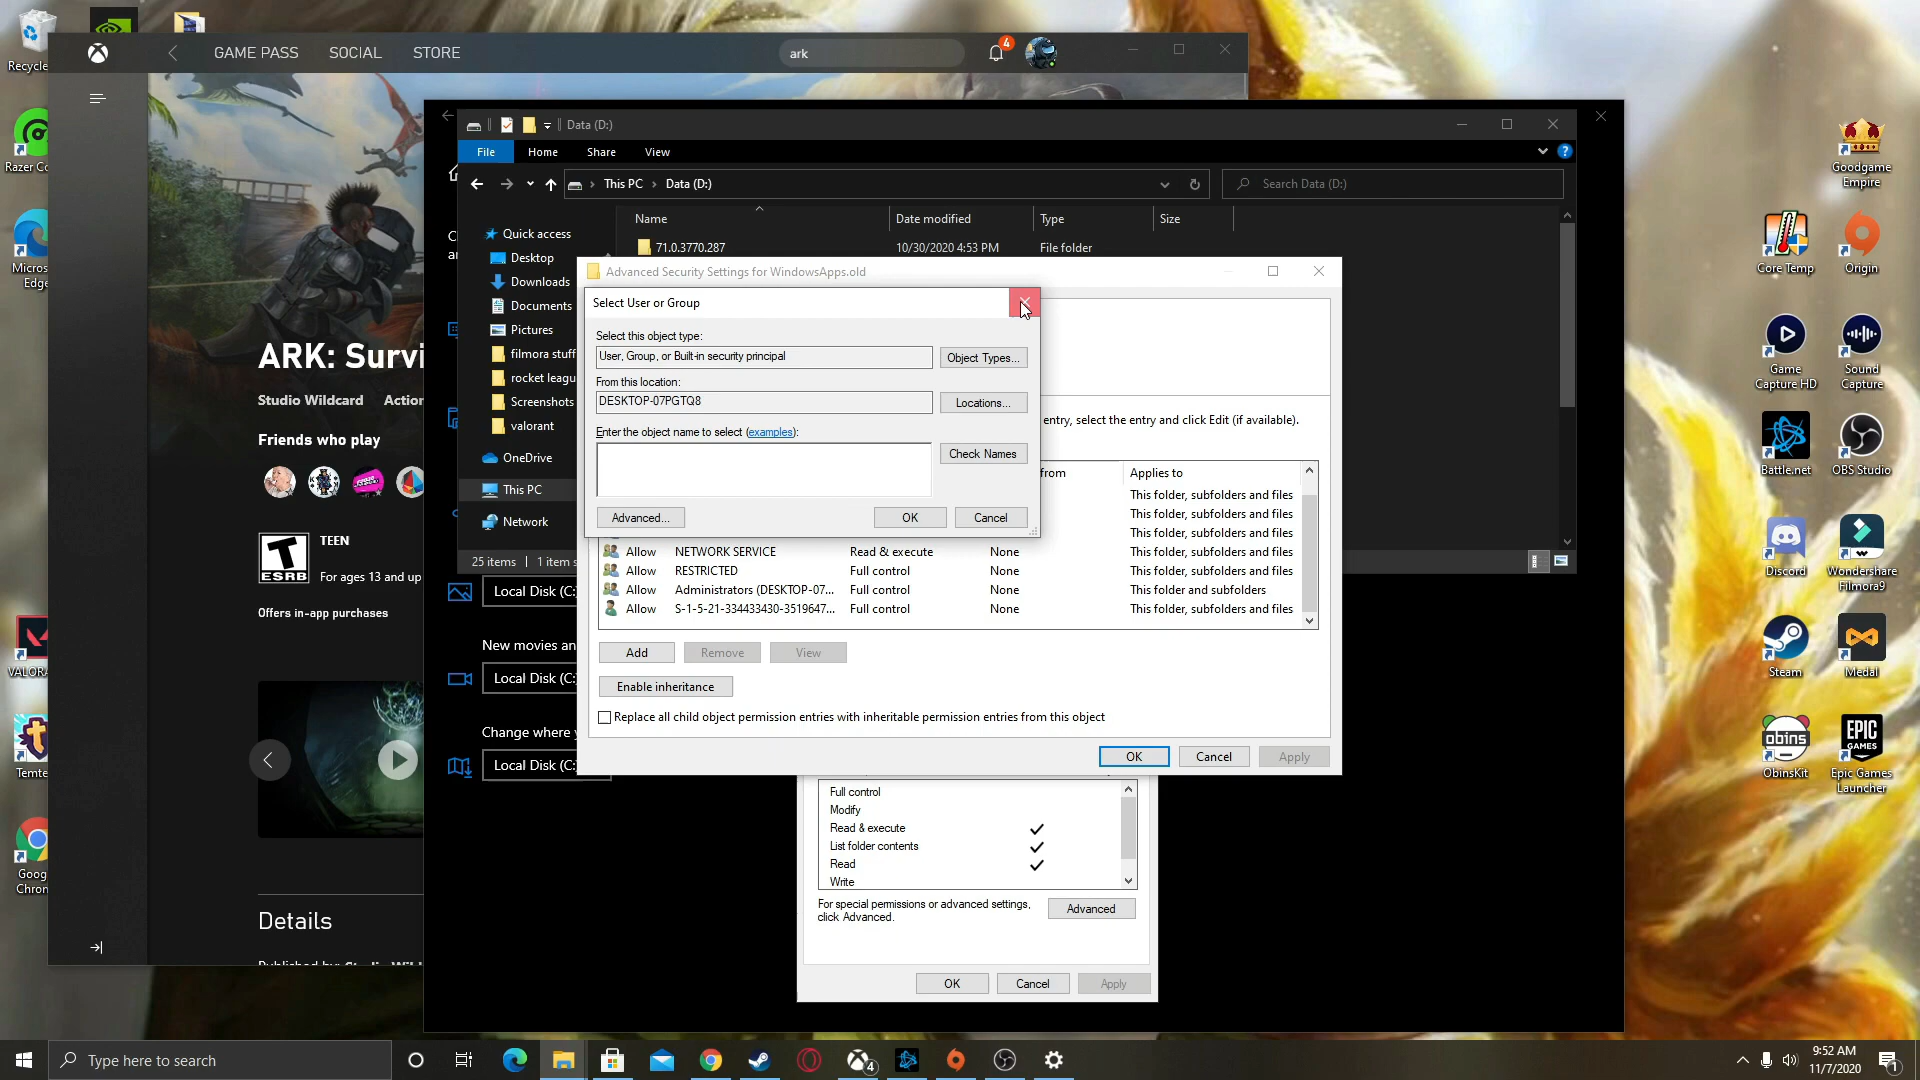 Recycle
GAME PASS
SOCIAL
STORE
ark
4
Data (D:)
File
Home
Share
View
This PC
Data (D:)
Search Data (D:)
Name
Date modified
Type
Size
71.0.3770.287
10/30/2020 4:53 PM
File folder
Quick access
Desktop
Downloads
Documents
Pictures
filmora stuff
rocket leagu
Screenshots
valorant
OneDrive
This PC
Network
25 items
1 item s
Advanced Security Settings for WindowsApps.old
Select User or Group
Select this object type:
User, Group, or Built-in security principal
Object Types...
From this location:
DESKTOP-07PGTQ8
Locations...
Enter the object name to select (examples):
Check Names
Advanced...
OK
Cancel
entry, select the entry and click Edit (if available).
from
Applies to
This folder, subfolders and files
This folder, subfolders and files
This folder, subfolders and files
Allow NETWORK SERVICE Read & execute None This folder, subfolders and files
Allow RESTRICTED Full control None This folder, subfolders and files
Allow Administrators (DESKTOP-07... Full control None This folder and subfolders
Allow S-1-5-21-334433430-3519647... Full control None This folder, subfolders and files
Add
Remove
View
Enable inheritance
Replace all child object permission entries with inheritable permission entries from this object
OK
Cancel
Apply
Full control
Modify
Read & execute
List folder contents
Read
Write
For special permissions or advanced settings,
click Advanced.
Advanced
OK
Cancel
Apply
Local Disk (C:
New movies an
Local Disk (C:
Change where y
Local Disk (C:
ARK: Survi
Studio Wildcard
Action
Friends who play
T
ESRB
TEEN
For ages 13 and up
Offers in-app purchases
Details
Razer Co
Micros
Edge
VALORA
Temte
Goog
Chron
Goodgame
Empire
Core Temp
Origin
Game
Capture HD
Sound
Capture
Battle.net
OBS Studio
Discord
Wondershare
Filmora9
Steam
Medal
obins
ObinsKit
EPIC
GAMES
Epic Games
Launcher
Type here to search
4
9:52 AM
11/7/2020
1